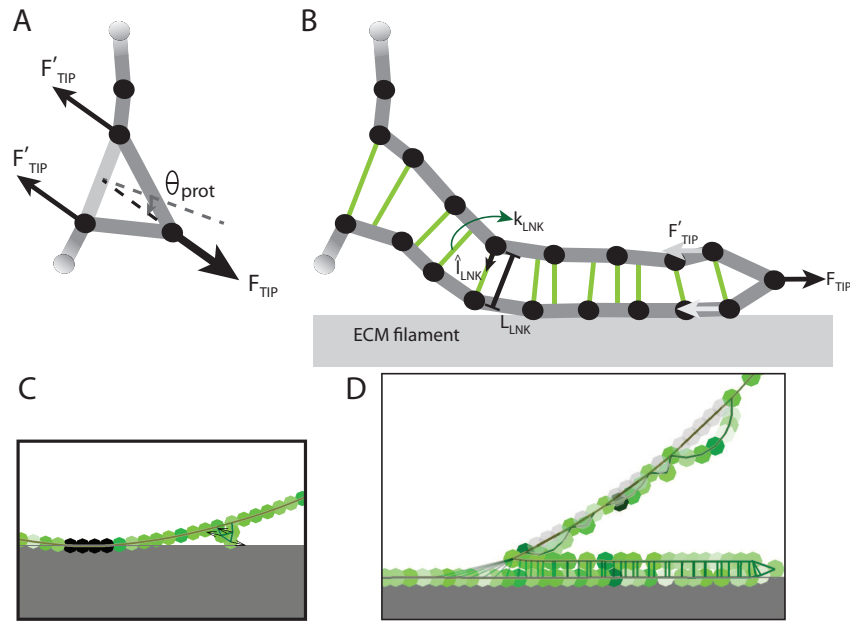 A
F′TIP
F′TIP
θprot
FTIP
B
kLNK
l̂LNK
LLNK
F′TIP
FTIP
ECM filament
C
D